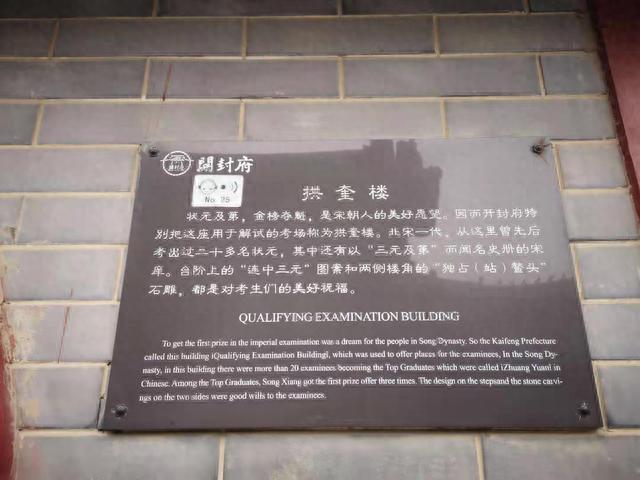 開封府
No 25
拱奎楼
状元及第，金榜夺魁，是宋朝人的美好愿望。因而开封府特
别把这座用于解试的考场称为拱奎楼。北宋一代，从这里曾先后
考出过二十多名状元，其中还有以“三元及第”而闻名史册的宋
庠。台阶上的“连中三元”图案和两侧楼角的“独占（站）鳌头”
石雕，都是对考生们的美好祝福。
QUALIFYING EXAMINATION BUILDING
To get the first prize in the imperial examination was a dream for the people in Song Dynasty. So the Kaifeng Prefecture
called this building iQualifying Examination Buildingl, which was used to offer places for the examinees, In the Song Dy-
nasty, in this building there were more than 20 examinees becoming the Top Graduates which were called iZhuang Yuanl in
Chinese. Among the Top Graduates, Song Xiang got the first prize offer three times. The design on the stepsand the stone carvi-
ngs on the two sides were good wills to the examinees.